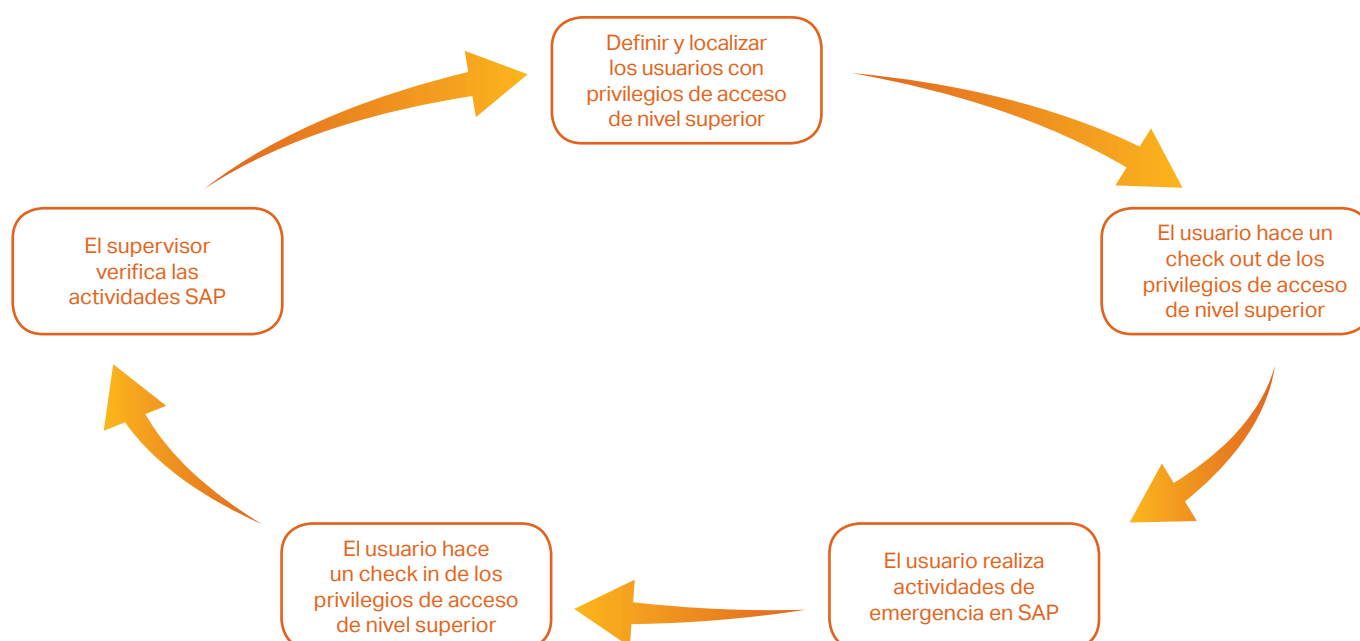 Definir y localizar
los usuarios con
privilegios de acceso
de nivel superior
El usuario hace un
check out de los
privilegios de acceso
de nivel superior
El usuario realiza
actividades de
emergencia en SAP
El usuario hace
un check in de los
privilegios de acceso
de nivel superior
El supervisor
verifica las
actividades SAP